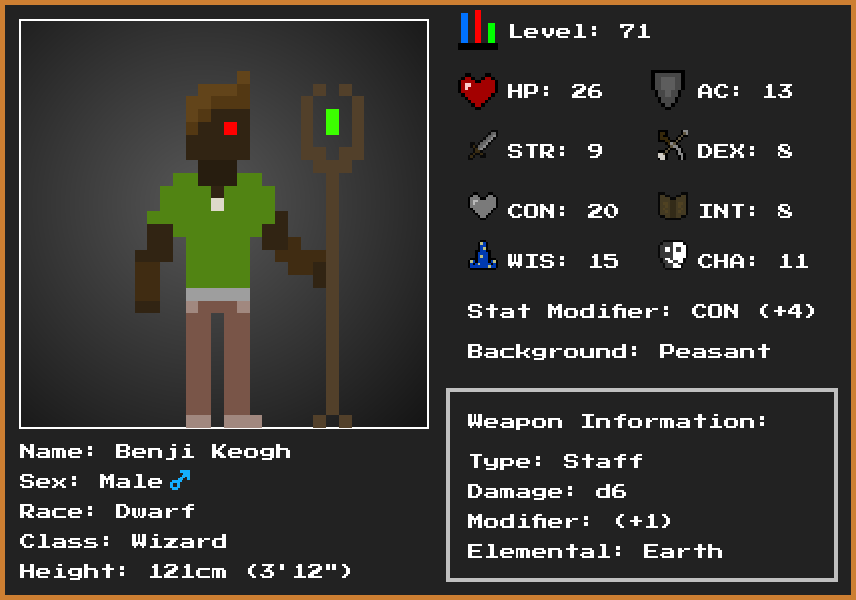 Level: 71
HP: 26
AC: 13
STR: 9
DEX: 8
CON: 20
INT: 8
WIS: 15
CHA: 11
Stat Modifier: CON (+4)
Background: Peasant
Weapon Information:
Type: Staff
Damage: d6
Modifier: (+1)
Elemental: Earth
Name: Benji Keogh
Sex: Male ♂
Race: Dwarf
Class: Wizard
Height: 121cm (3'12")